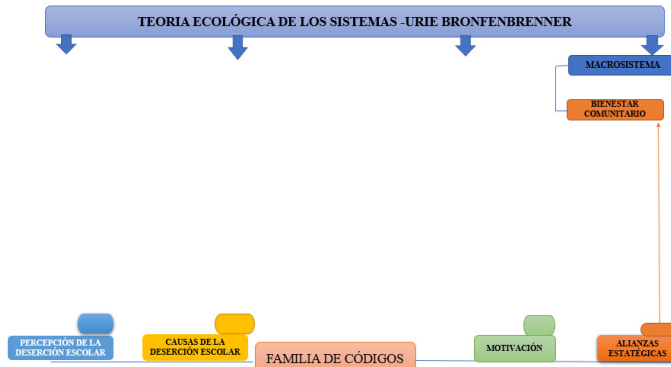 TEORIA ECOLÓGICA DE LOS SISTEMAS -URIE BRONFENBRENNER
MACROSISTEMA
BIENESTAR
COMUNITARIO
PERCEPCIÓN DE LA
DESERCIÓN ESCOLAR
CAUSAS DE LA
DESERCIÓN ESCOLAR
FAMILIA DE CÓDIGOS
MOTIVACIÓN
ALIANZAS
ESTATÉGICAS